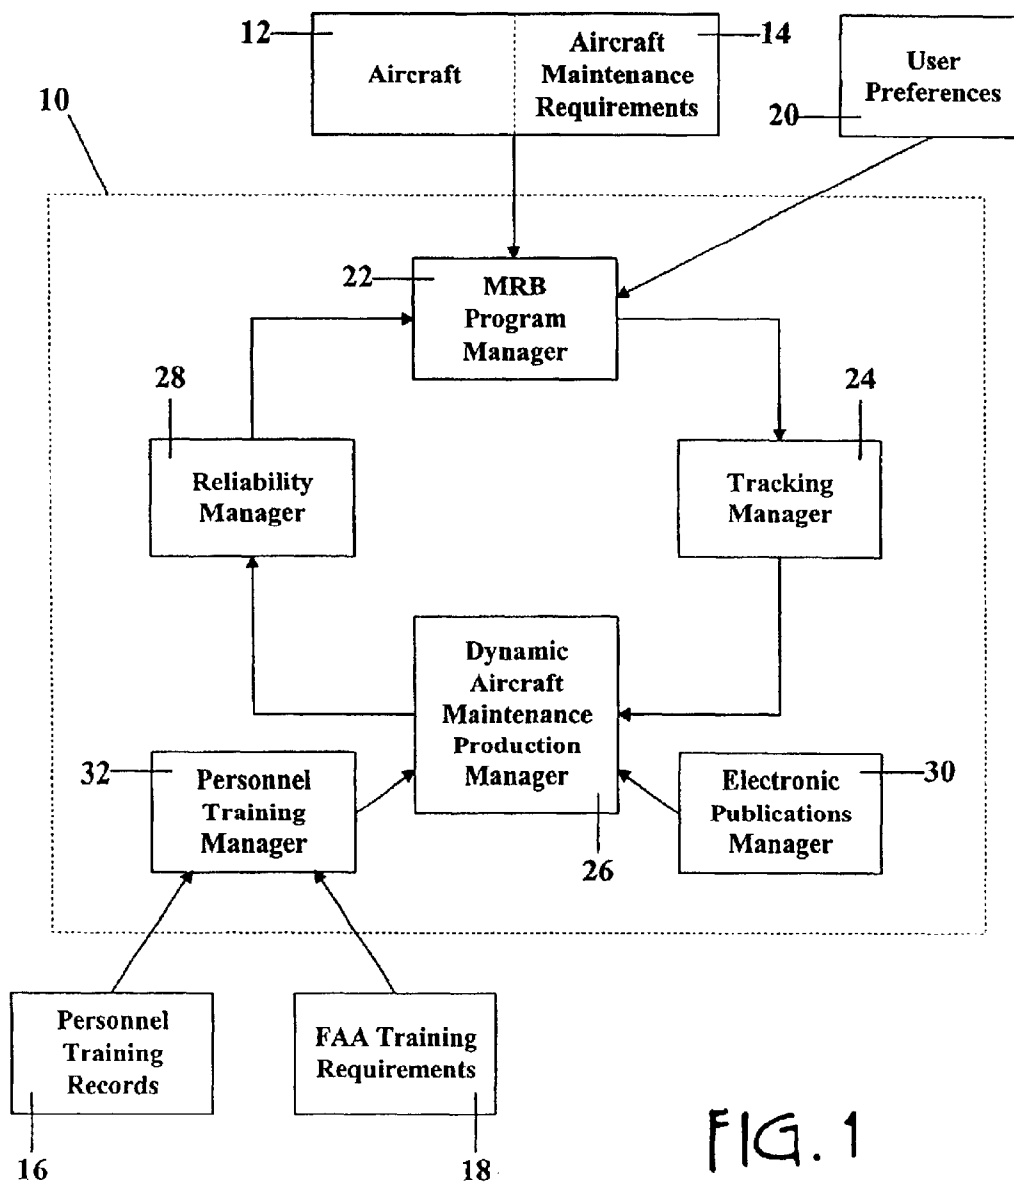 12
Aircraft
Aircraft
Maintenance
Requirements
14
User
Preferences
20
10
22
MRB
Program
Manager
28
Reliability
Manager
24
Tracking
Manager
Dynamic
Aircraft
Maintenance
Production
Manager
26
32
Personnel
Training
Manager
Electronic
Publications
Manager
30
Personnel
Training
Records
16
FAA Training
Requirements
18
FIG. 1